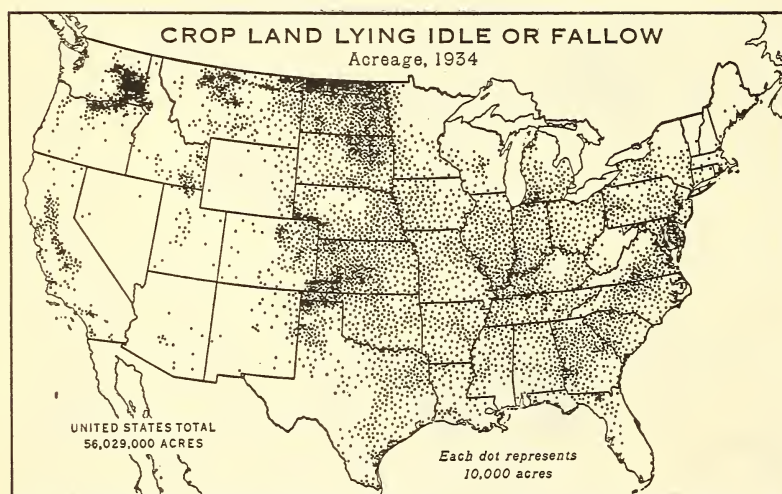 CROP LAND LYING IDLE OR FALLOW
Acreage, 1934
UNITED STATES TOTAL
56,029,000 ACRES
Each dot represents
10,000 acres